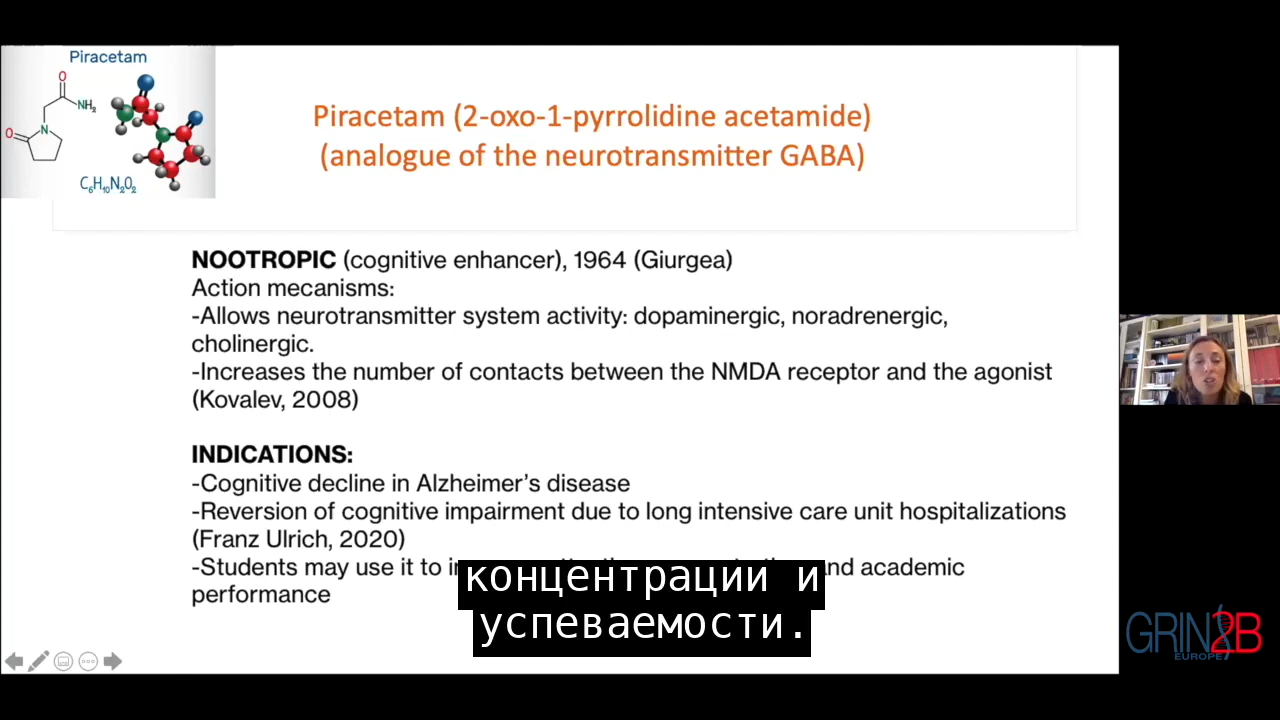 Piracetam
O
NH2
O
N
C6H10N2O2
Piracetam (2-oxo-1-pyrrolidine acetamide)
(analogue of the neurotransmitter GABA)
NOOTROPIC (cognitive enhancer), 1964 (Giurgea)
Action mecanisms:
-Allows neurotransmitter system activity: dopaminergic, noradrenergic,
cholinergic.
-Increases the number of contacts between the NMDA receptor and the agonist
(Kovalev, 2008)
INDICATIONS:
-Cognitive decline in Alzheimer’s disease
-Reversion of cognitive impairment due to long intensive care unit hospitalizations
(Franz Ulrich, 2020)
-Students may use it to and academic
performance
концентрации и
успеваемости.
GRIN2B
EUROPE